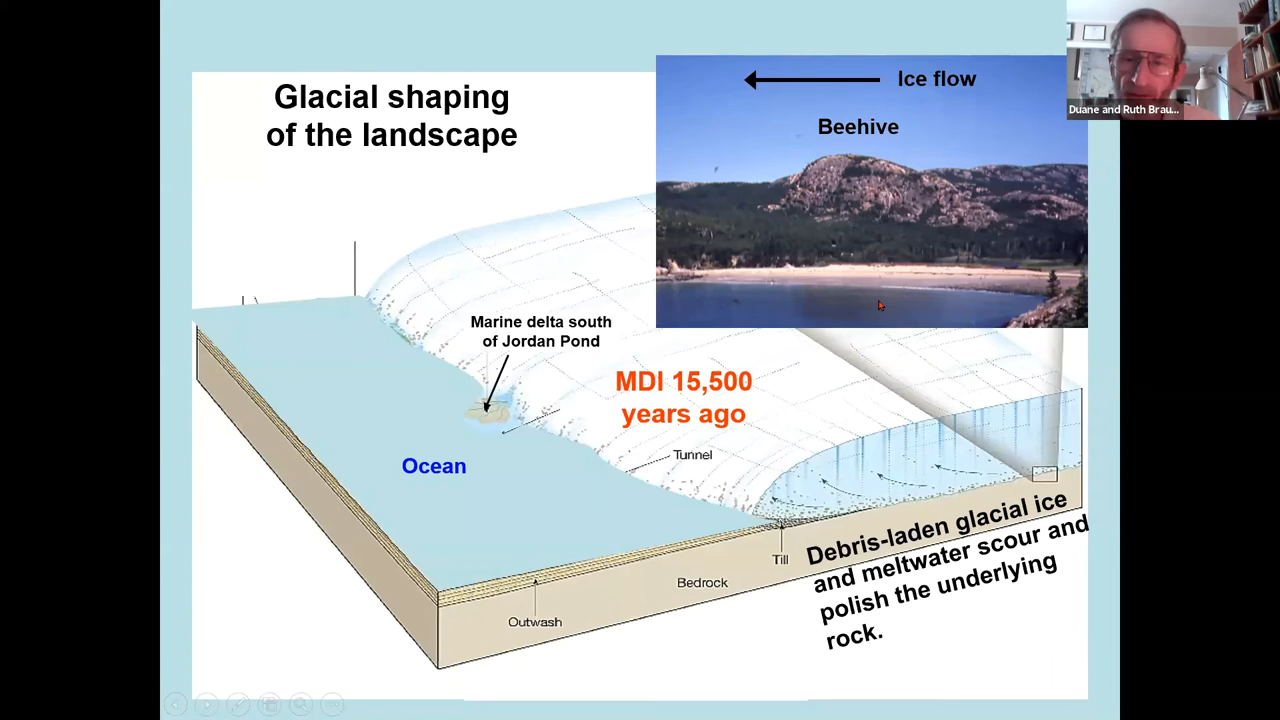 Glacial shaping
of the landscape
Ice flow
Beehive
Duane and Ruth Brau...
Marine delta south
of Jordan Pond
MDI 15,500
years ago
Tunnel
Ocean
Debris-laden glacial ice
and meltwater scour and
polish the underlying
rock.
Till
Bedrock
Outwash